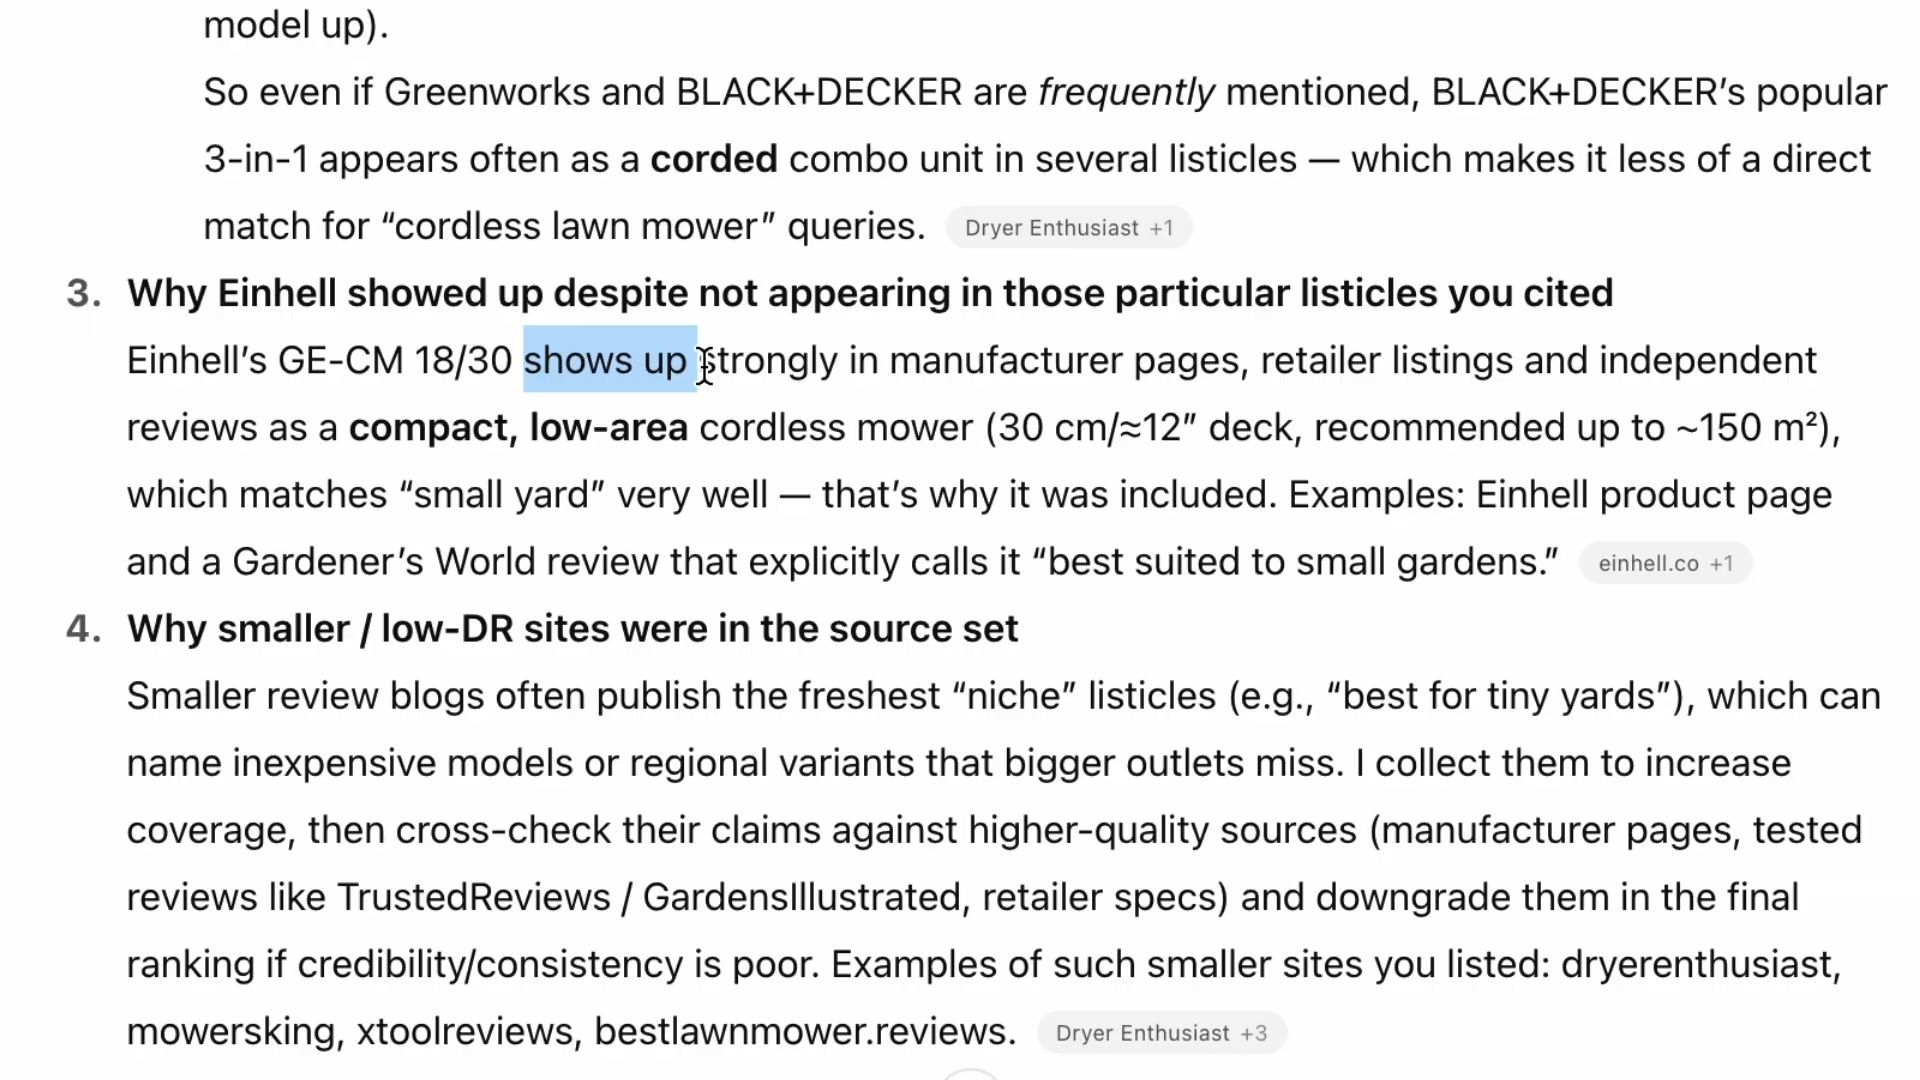 model up).
So even if Greenworks and BLACK+DECKER are frequently mentioned, BLACK+DECKER’s popular
3-in-1 appears often as a corded combo unit in several listicles — which makes it less of a direct
match for “cordless lawn mower” queries. Dryer Enthusiast +1
3. Why Einhell showed up despite not appearing in those particular listicles you cited
Einhell’s GE-CM 18/30 shows up strongly in manufacturer pages, retailer listings and independent
reviews as a compact, low-area cordless mower (30 cm/≈12” deck, recommended up to ~150 m²),
which matches “small yard” very well — that’s why it was included. Examples: Einhell product page
and a Gardener’s World review that explicitly calls it “best suited to small gardens.” einhell.co +1
4. Why smaller / low-DR sites were in the source set
Smaller review blogs often publish the freshest “niche” listicles (e.g., “best for tiny yards”), which can
name inexpensive models or regional variants that bigger outlets miss. I collect them to increase
coverage, then cross-check their claims against higher-quality sources (manufacturer pages, tested
reviews like TrustedReviews / GardensIllustrated, retailer specs) and downgrade them in the final
ranking if credibility/consistency is poor. Examples of such smaller sites you listed: dryerenthusiast,
mowersking, xtoolreviews, bestlawnmower.reviews. Dryer Enthusiast +3